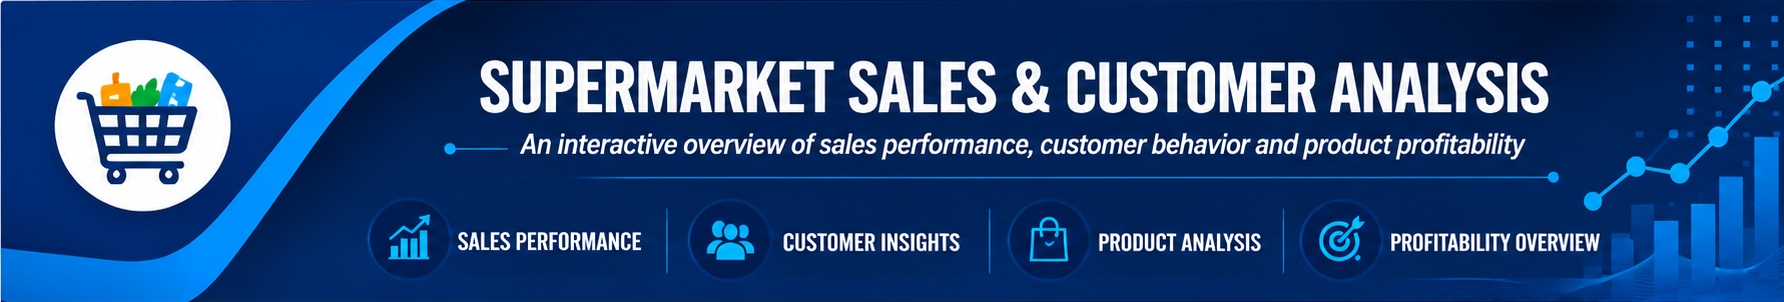 SUPERMARKET SALES & CUSTOMER ANALYSIS
An interactive overview of sales performance, customer behavior and product profitability
SALES PERFORMANCE
CUSTOMER INSIGHTS
PRODUCT ANALYSIS
PROFITABILITY OVERVIEW